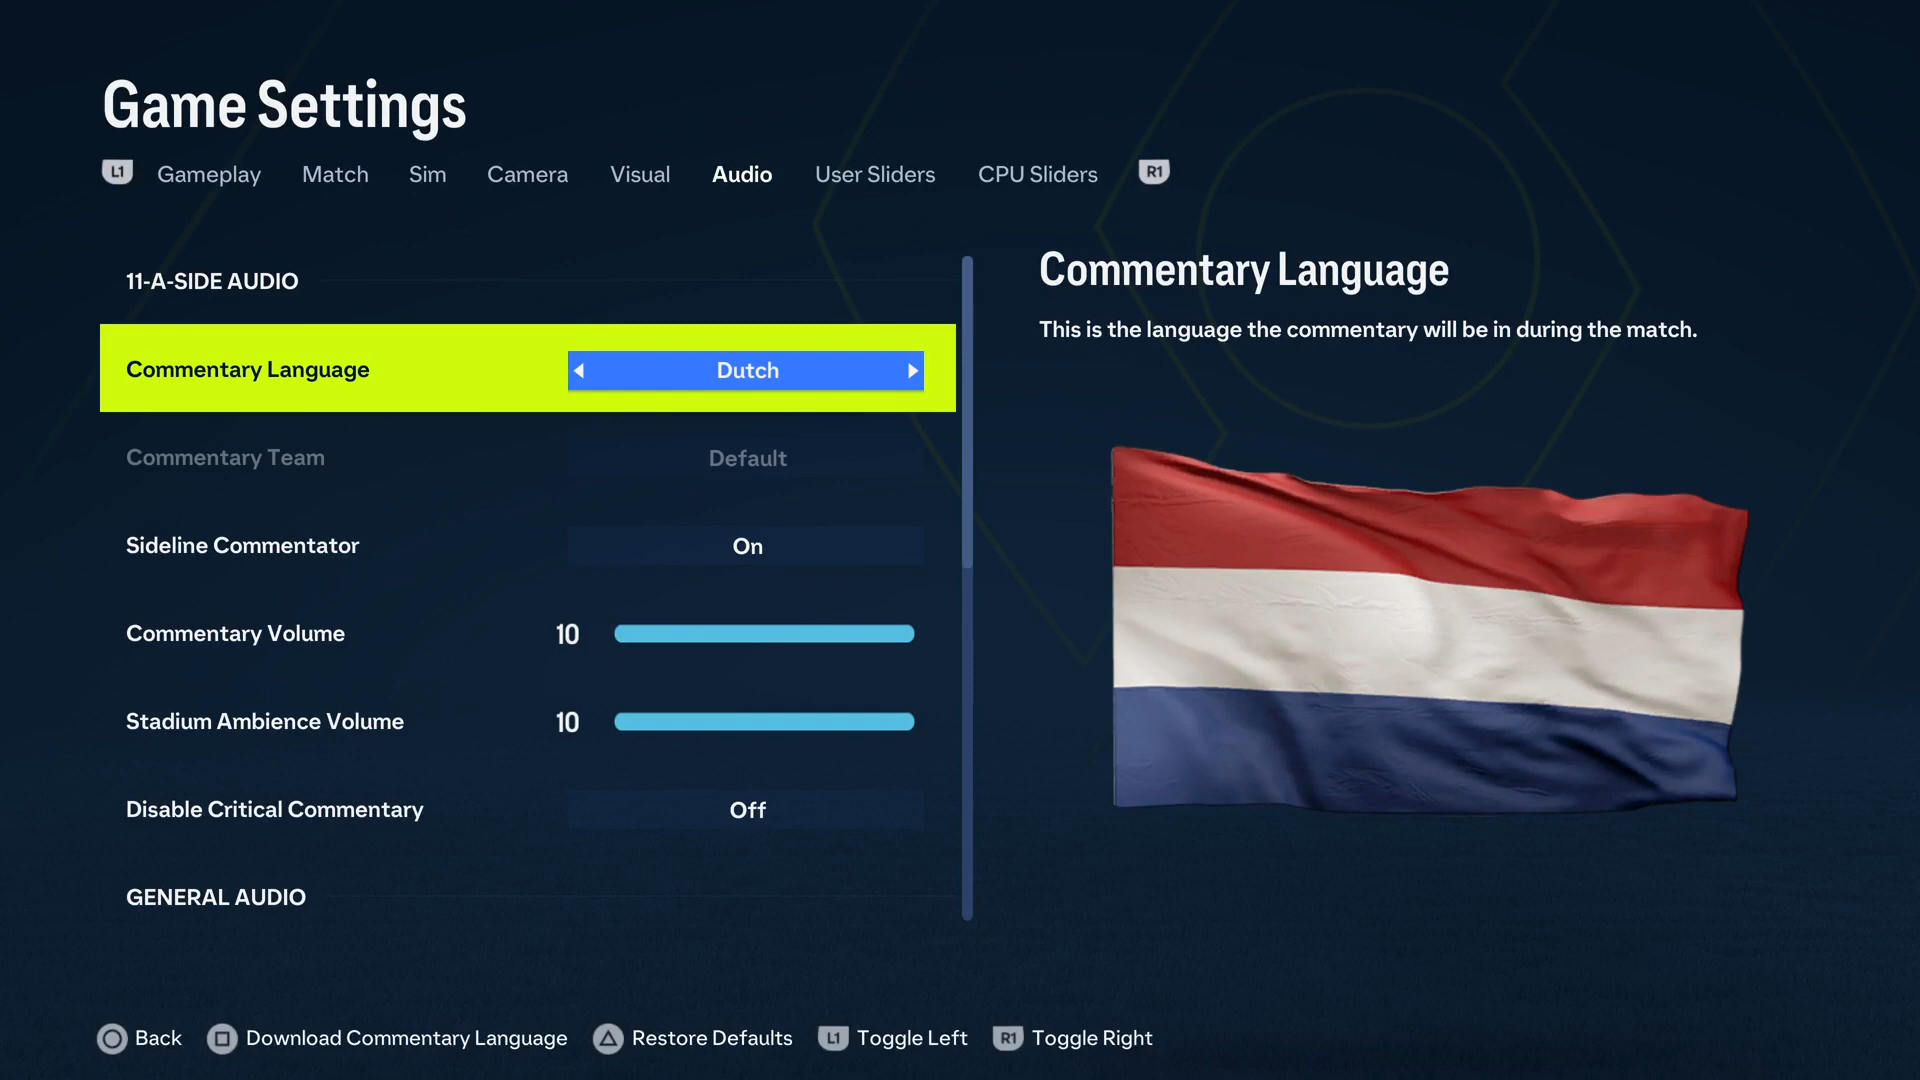 Game Settings
L1 Gameplay Match Sim Camera Visual Audio User Sliders CPU Sliders R1
11-A-SIDE AUDIO
Commentary Language Dutch
Commentary Team Default
Sideline Commentator On
Commentary Volume 10
Stadium Ambience Volume 10
Disable Critical Commentary Off
GENERAL AUDIO
Commentary Language
This is the language the commentary will be in during the match.
Back Download Commentary Language Restore Defaults L1 Toggle Left R1 Toggle Right